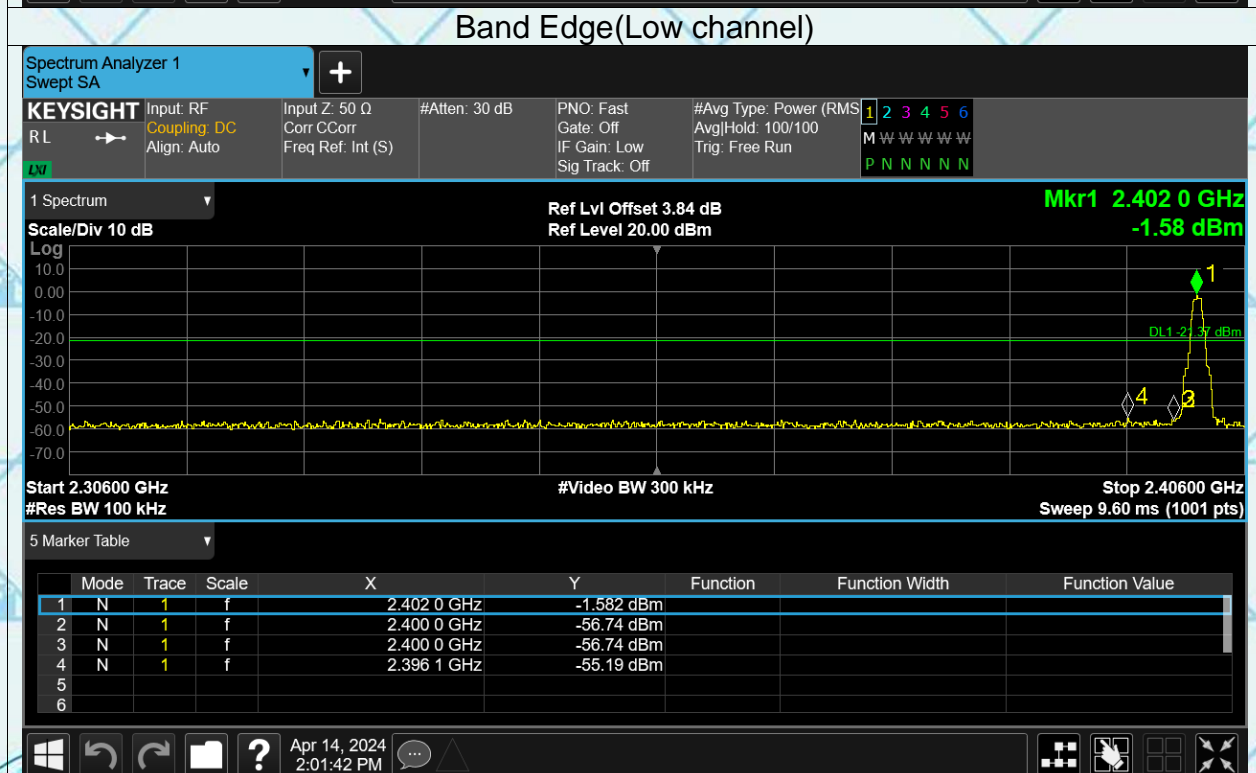 Band Edge(Low channel)
Spectrum Analyzer 1
Swept SA
+
KEYSIGHT
RL
LXI
Input: RF
Coupling: DC
Align: Auto
Input Z: 50 Ω
Corr CCorr
Freq Ref: Int (S)
#Atten: 30 dB
PNO: Fast
Gate: Off
IF Gain: Low
Sig Track: Off
#Avg Type: Power (RMS
Avg|Hold: 100/100
Trig: Free Run
1 2 3 4 5 6
M W W W W W
P N N N N N
1 Spectrum
Scale/Div 10 dB
Ref Lvl Offset 3.84 dB
Ref Level 20.00 dBm
Mkr1 2.402 0 GHz
-1.58 dBm
Log
10.0
0.00
-10.0
-20.0
-30.0
-40.0
-50.0
-60.0
-70.0
1
DL1 -21.37 dBm
4
Start 2.30600 GHz
#Res BW 100 kHz
#Video BW 300 kHz
Stop 2.40600 GHz
Sweep 9.60 ms (1001 pts)
5 Marker Table
Mode Trace Scale X Y Function Function Width Function Value
1 N 1 f 2.402 0 GHz -1.582 dBm
2 N 1 f 2.400 0 GHz -56.74 dBm
3 N 1 f 2.400 0 GHz -56.74 dBm
4 N 1 f 2.396 1 GHz -55.19 dBm
5
6
?
Apr 14, 2024
2:01:42 PM